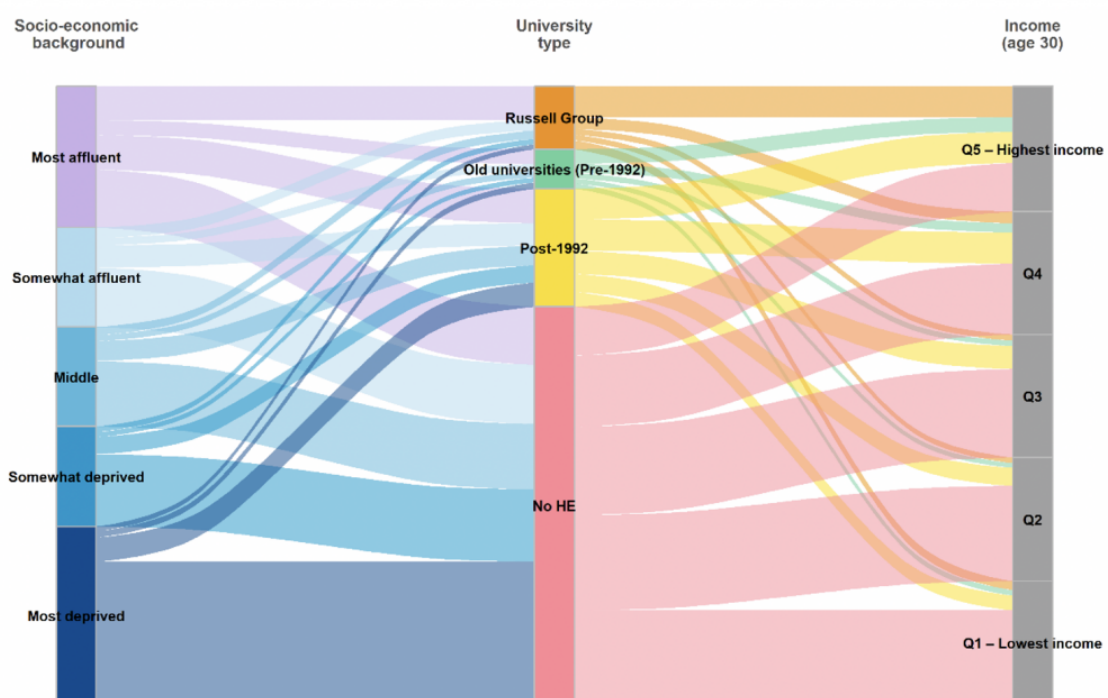 Socio-economic
background
University
type
Income
(age 30)
Most affluent
Somewhat affluent
Middle
Somewhat deprived
Most deprived
Russell Group
Old universities (Pre-1992)
Post-1992
No HE
Q5 – Highest income
Q4
Q3
Q2
Q1 – Lowest income